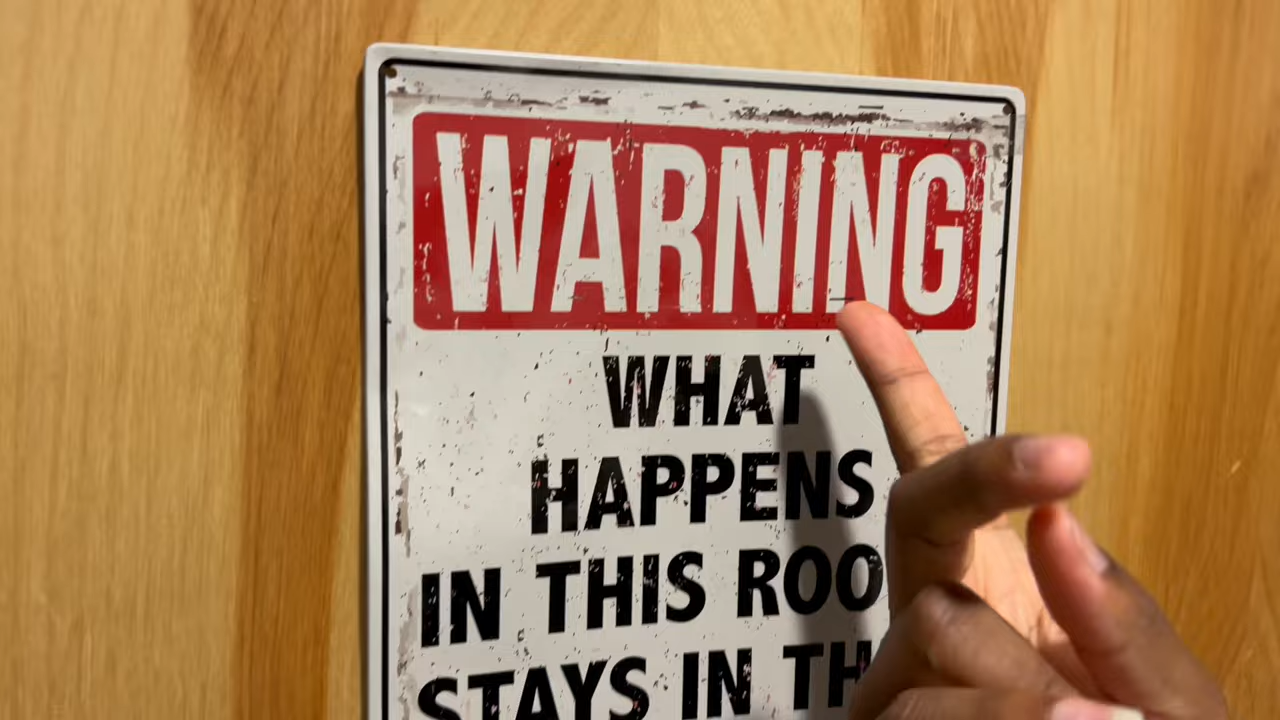 WARNING
WHAT
HAPPENS
IN THIS ROO
STAYS IN TH